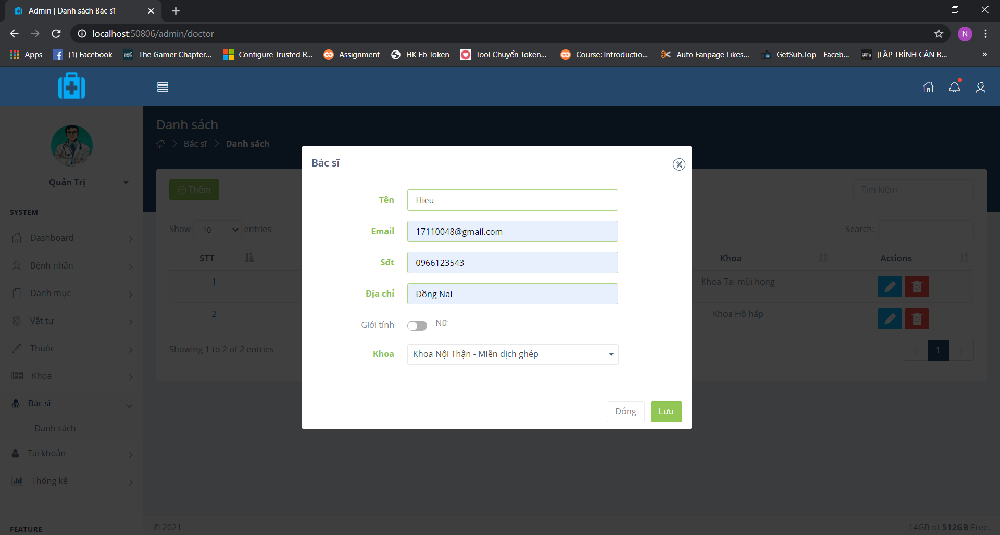 Admin | Danh sách Bác sĩ
localhost:50806/admin/doctor
N
Apps
(1) Facebook
The Gamer Chapter...
Configure Trusted R...
Assignment
HK Fb Token
Tool Chuyển Token...
Course: Introductio...
Auto Fanpage Likes...
GetSub.Top - Faceb...
[LẬP TRÌNH CĂN B...
»
Quản Trị
SYSTEM
Dashboard
Bệnh nhân
Danh mục
Vật tư
Thuốc
Khoa
Bác sĩ
Danh sách
Tài khoản
Thống kê
FEATURE
Danh sách
Bác sĩ > Danh sách
Thêm
Tìm kiếm
Show 10 entries
Search:
STT
Khoa
Actions
1
Khoa Tai mũi họng
2
Khoa Hô hấp
Showing 1 to 2 of 2 entries
1
Bác sĩ
Tên
Hieu
Email
17110048@gmail.com
Sđt
0966123543
Địa chỉ
Đồng Nai
Giới tính
Nữ
Khoa
Khoa Nội Thận - Miễn dịch ghép
Đóng
Lưu
© 2021
14GB of 512GB Free.